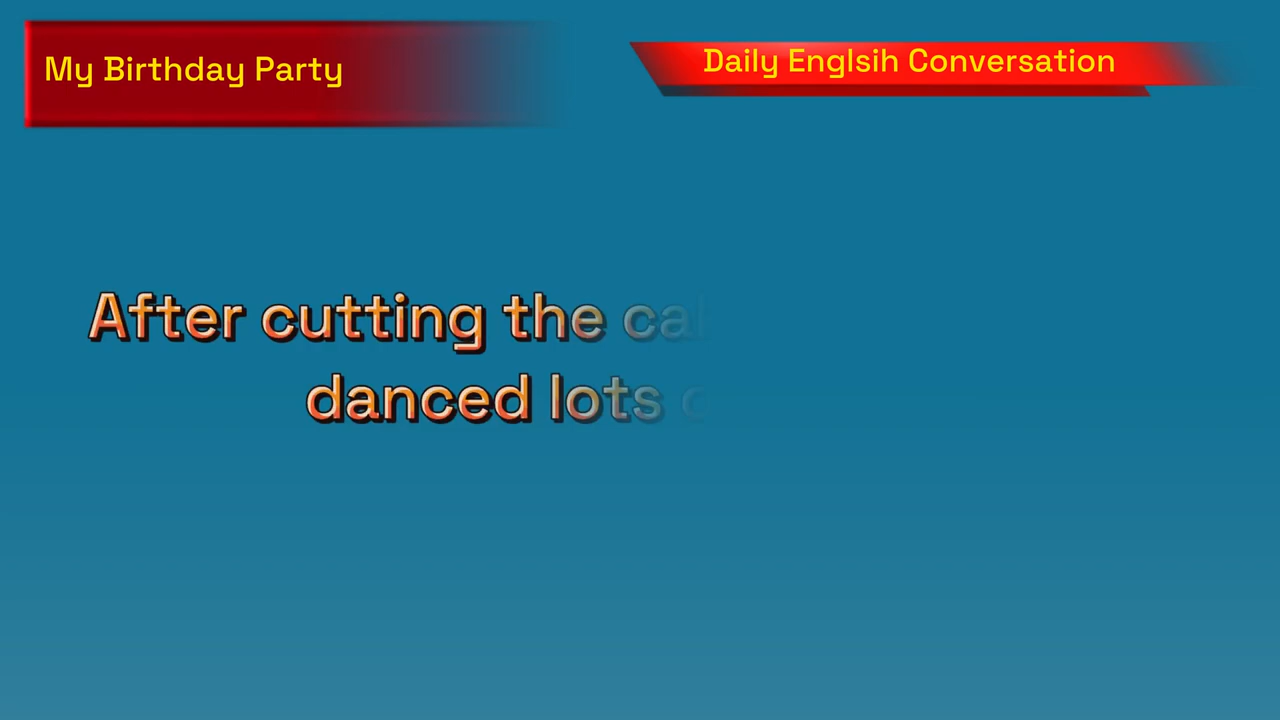 My Birthday Party
Daily Englsih Conversation
After cutting the
danced lots